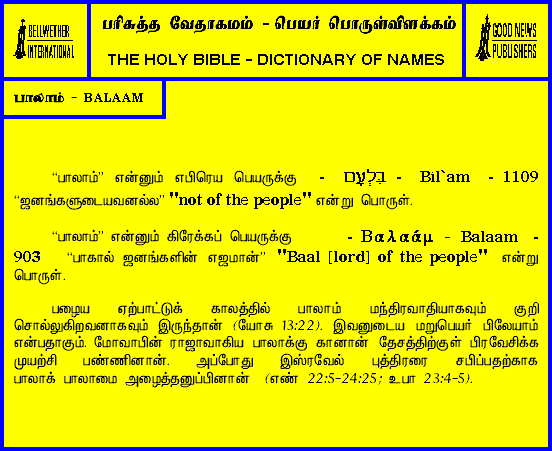 BELLWETHER
INTERNATIONAL
பரிசுத்த வேதாகமம் - பெயர் பொருள்விளக்கம்
THE HOLY BIBLE - DICTIONARY OF NAMES
GOOD NEWS
PUBLISHERS
பாலாம் - BALAAM
“பாலாம்” என்னும் எபிரெய பெயருக்கு - בִּלְעָם - Bil`am - 1109
“ஜனங்களுடையவனல்ல” "not of the people" என்று பொருள்.
“பாலாம்” என்னும் கிரேக்கப் பெயருக்கு - Βαλαάμ - Balaam -
903 “பாகால் ஜனங்களின் எஜமான்” "Baal [lord] of the people" என்று
பொருள்.
பழைய ஏற்பாட்டுக் காலத்தில் பாலாம் மந்திரவாதியாகவும் குறி
சொல்லுகிறவனாகவும் இருந்தான் (யோசு 13:22). இவனுடைய மறுபெயர் பிலேயாம்
என்பதாகும். மோவாபின் ராஜாவாகிய பாலாக்கு கானான் தேசத்திற்குள் பிரவேசிக்க
முயற்சி பண்ணினான். அப்போது இஸ்ரவேல் புத்திரரை சபிப்பதற்காக
பாலாக் பாலாமை அழைத்தனுப்பினான் (எண் 22:5-24:25; உபா 23:4-5).